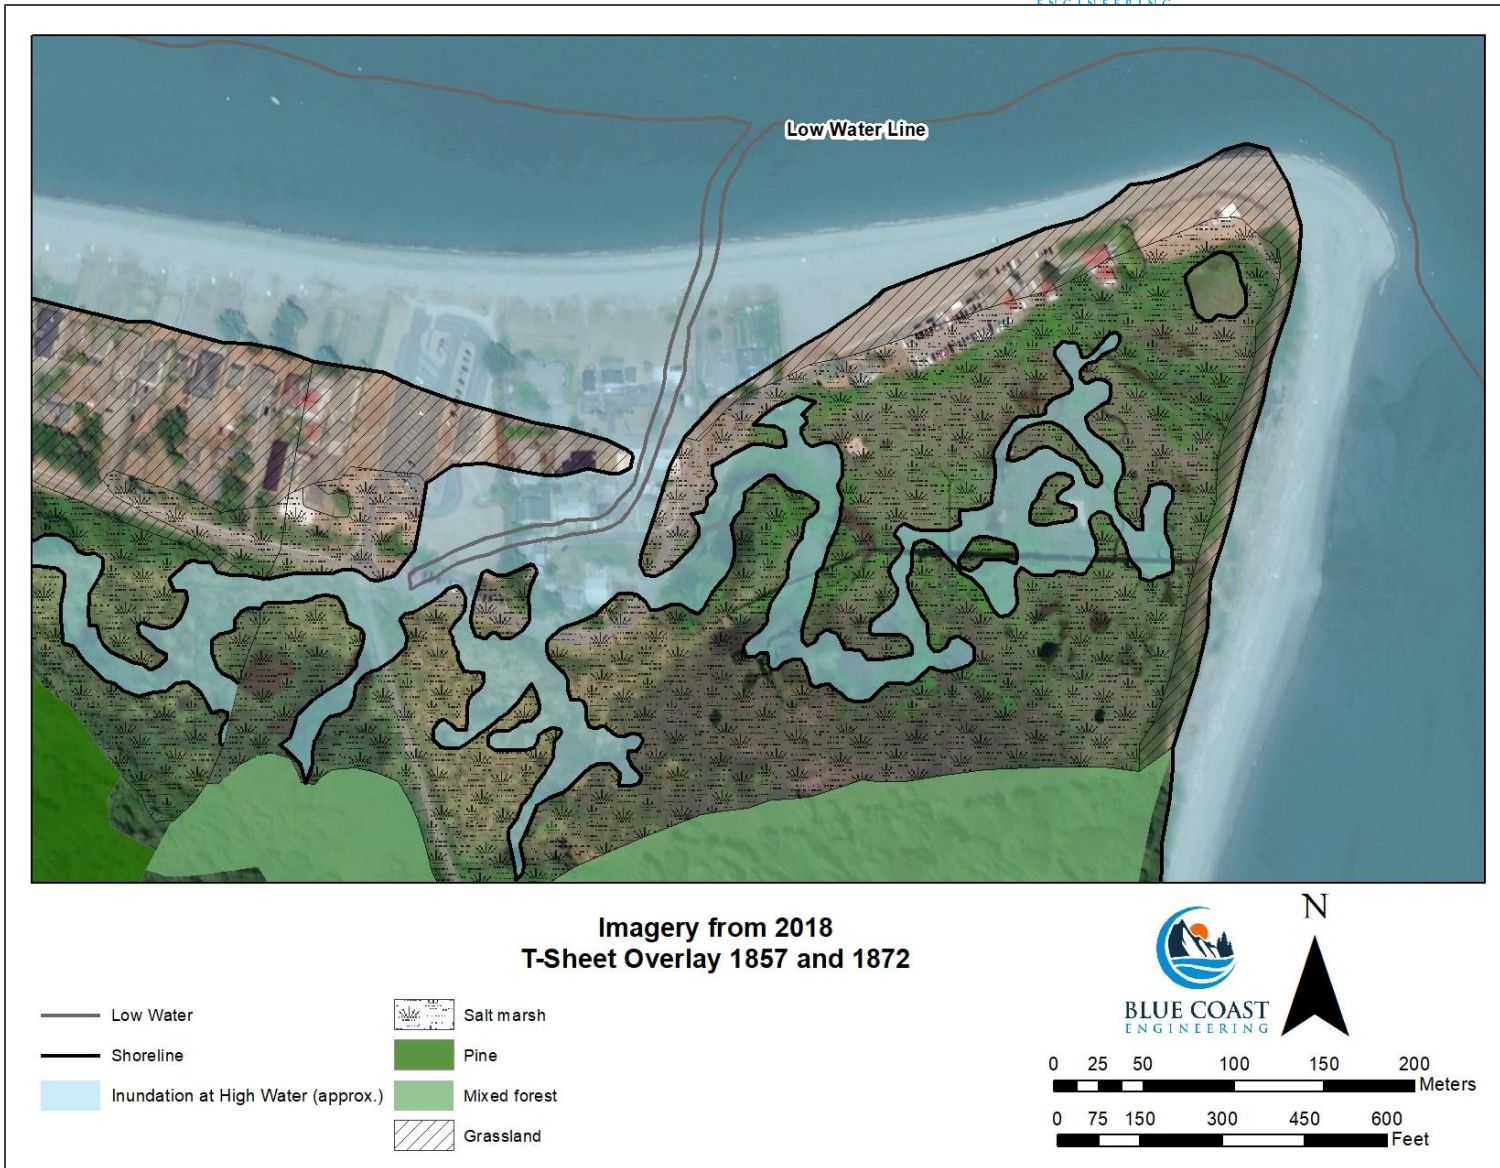 ENGINEERING
Low Water Line
Imagery from 2018
T-Sheet Overlay 1857 and 1872
N
Low Water
Shoreline
Inundation at High Water (approx.)
Salt marsh
Pine
Mixed forest
Grassland
BLUE COAST
ENGINEERING
0 25 50 100 150 200
Meters
0 75 150 300 450 600
Feet